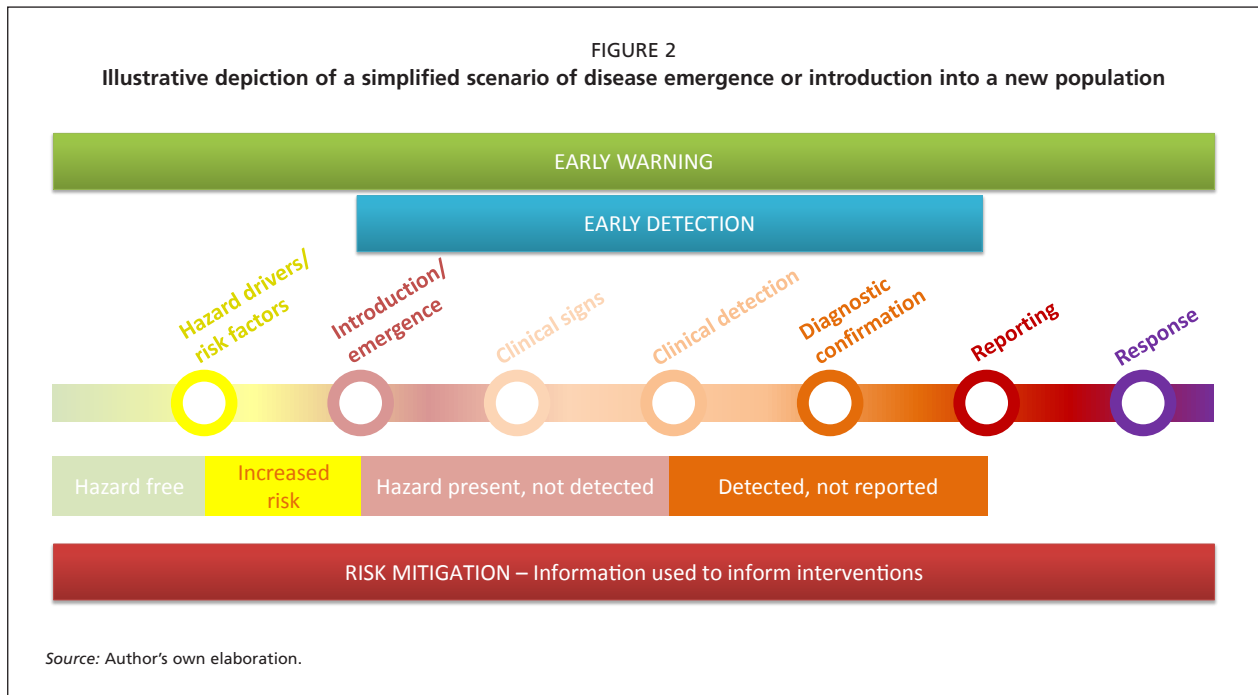 FIGURE 2
Illustrative depiction of a simplified scenario of disease emergence or introduction into a new population
EARLY WARNING
EARLY DETECTION
Hazard drivers/
risk factors
Introduction/
emergence
Clinical signs
Clinical detection
Diagnostic
confirmation
Reporting
Response
Hazard free
Increased
risk
Hazard present, not detected
Detected, not reported
RISK MITIGATION – Information used to inform interventions
Source: Author's own elaboration.